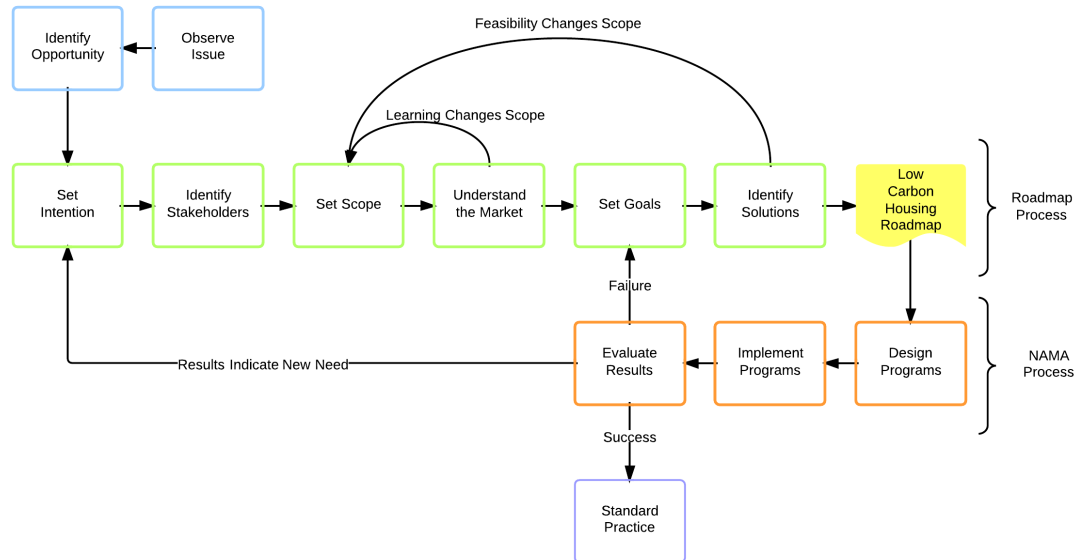 Feasibility Changes Scope
Identify
Opportunity
Observe
Issue
Learning Changes Scope
Set
Intention
Identify
Stakeholders
Set Scope
Understand
the Market
Set Goals
Identify
Solutions
Low
Carbon
Housing
Roadmap
Roadmap
Process
Failure
Results Indicate New Need
Evaluate
Results
Implement
Programs
Design
Programs
NAMA
Process
Success
Standard
Practice